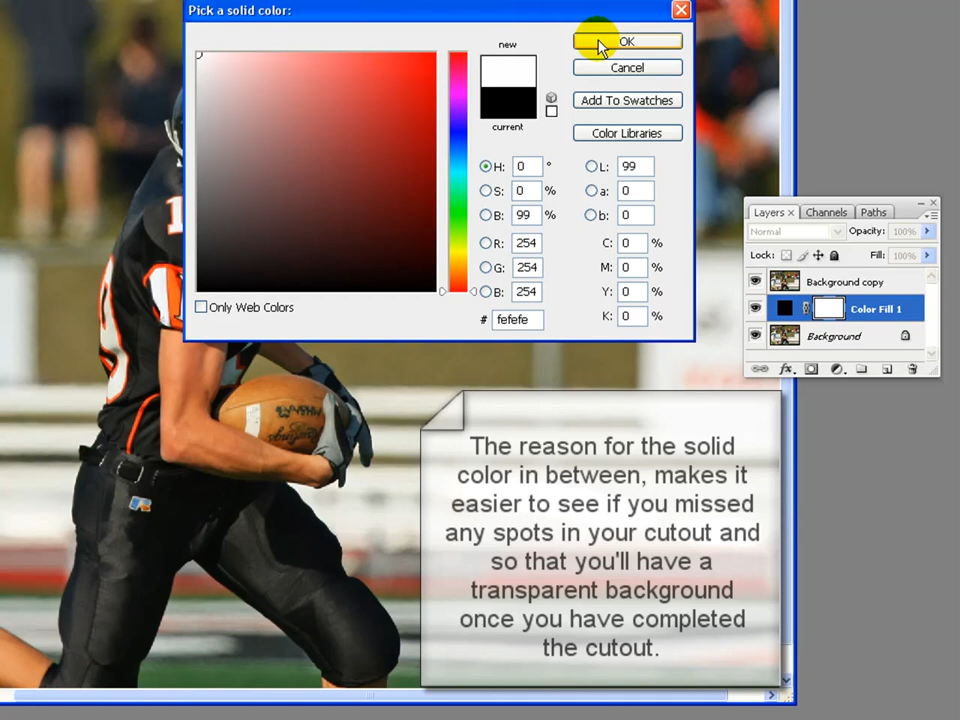 Pick a solid color:
new
current
OK
Cancel
Add To Swatches
Color Libraries
H: 0 °
S: 0 %
B: 99 %
R: 254
G: 254
B: 254
# fefefe
L: 99
a: 0
b: 0
C: 0 %
M: 0 %
Y: 0 %
K: 0 %
Only Web Colors
Layers x Channels Paths
Normal Opacity: 100%
Lock: Fill: 100%
Background copy
Color Fill 1
Background
fx
The reason for the solid
color in between, makes it
easier to see if you missed
any spots in your cutout and
so that you'll have a
transparent background
once you have completed
the cutout.